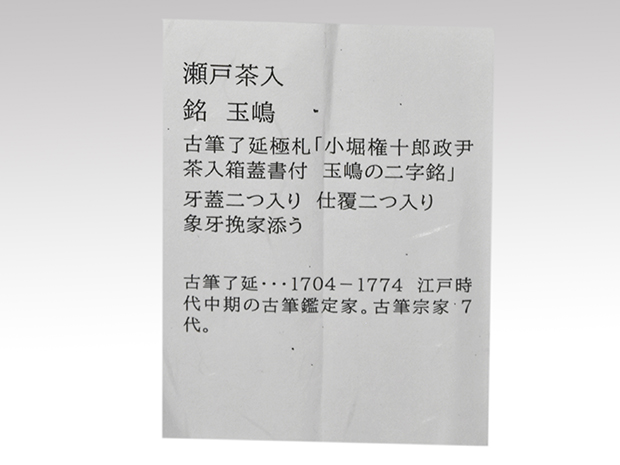 瀬戸茶入
銘 玉嶋
古筆了延極札「小堀権十郎政尹
茶入箱蓋書付 玉嶋の二字銘」
牙蓋二つ入り 仕覆二つ入り
象牙挽家添う
古筆了延・・・1704－1774 江戸時
代中期の古筆鑑定家。古筆宗家 7
代。